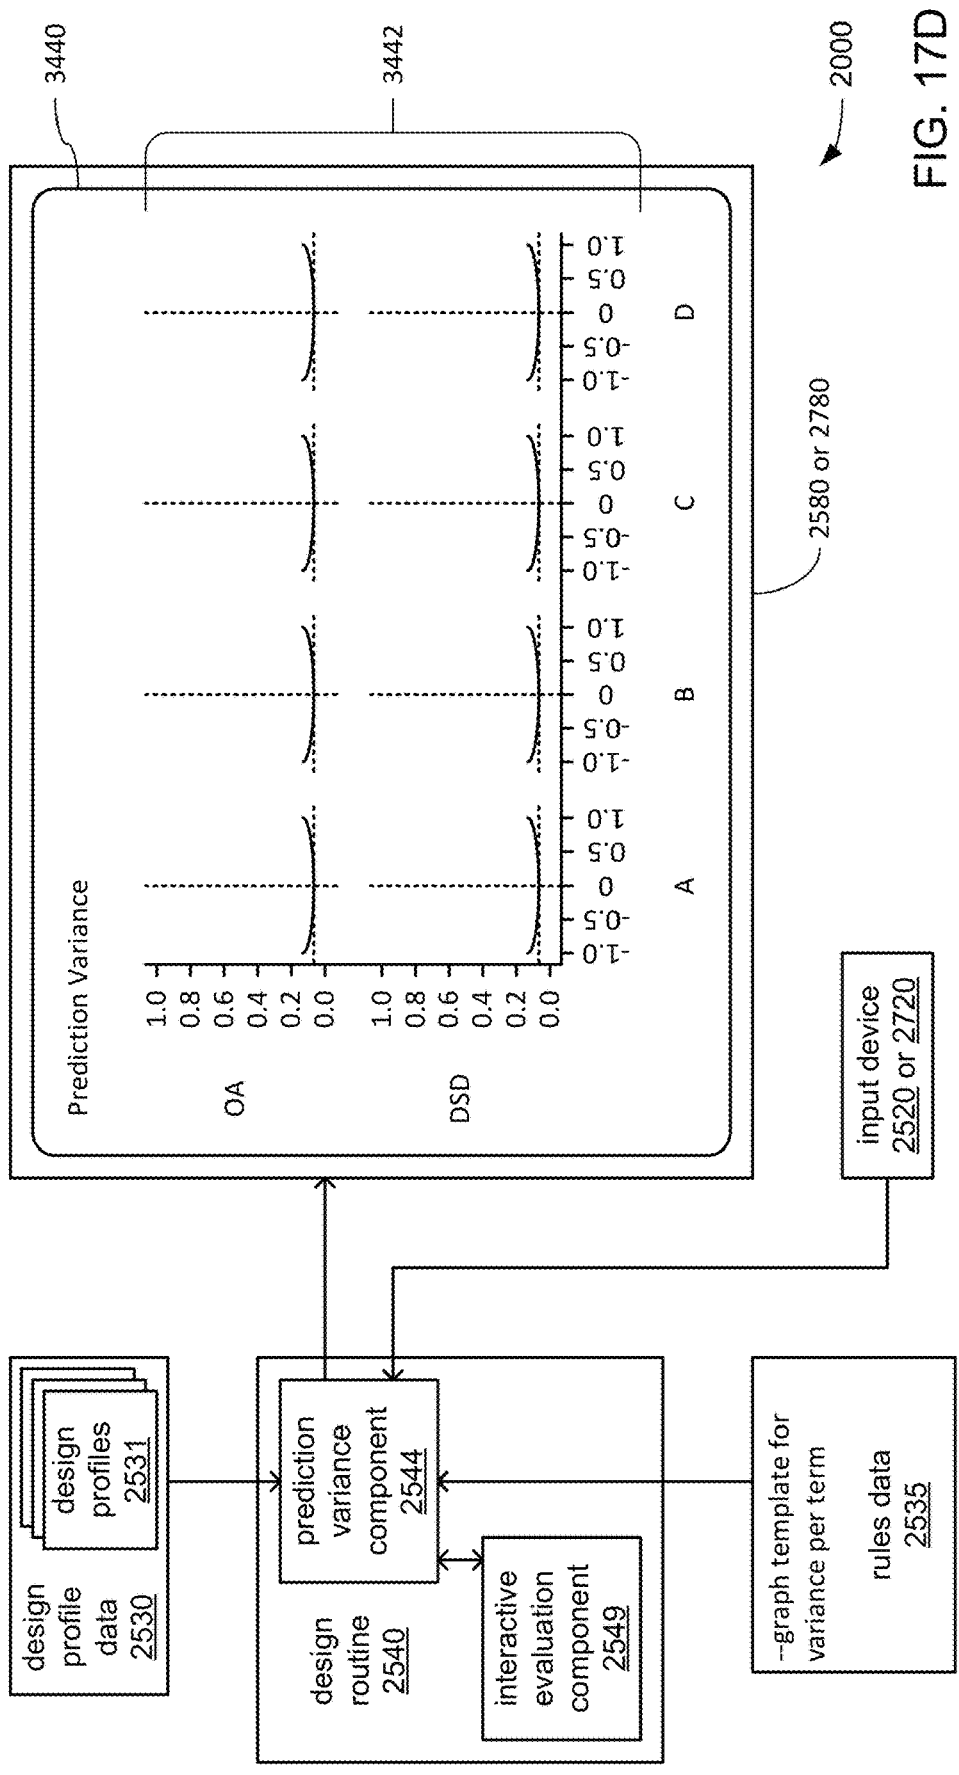 design
profile
data
2530
design
profiles
2531
design
routine
2540
prediction
variance
component
2544
interactive
evaluation
component
2549
--graph template for
variance per term
rules data
2535
input device
2520 or 2720
Prediction Variance
OA
1.0
0.8
0.6
0.4
0.2
0.0
DSD
1.0
0.8
0.6
0.4
0.2
0.0
-1.0 -0.5 0 0.5 1.0
-1.0 -0.5 0 0.5 1.0
-1.0 -0.5 0 0.5 1.0
-1.0 -0.5 0 0.5 1.0
A B C D
3440
3442
2580 or 2780
2000
FIG. 17D